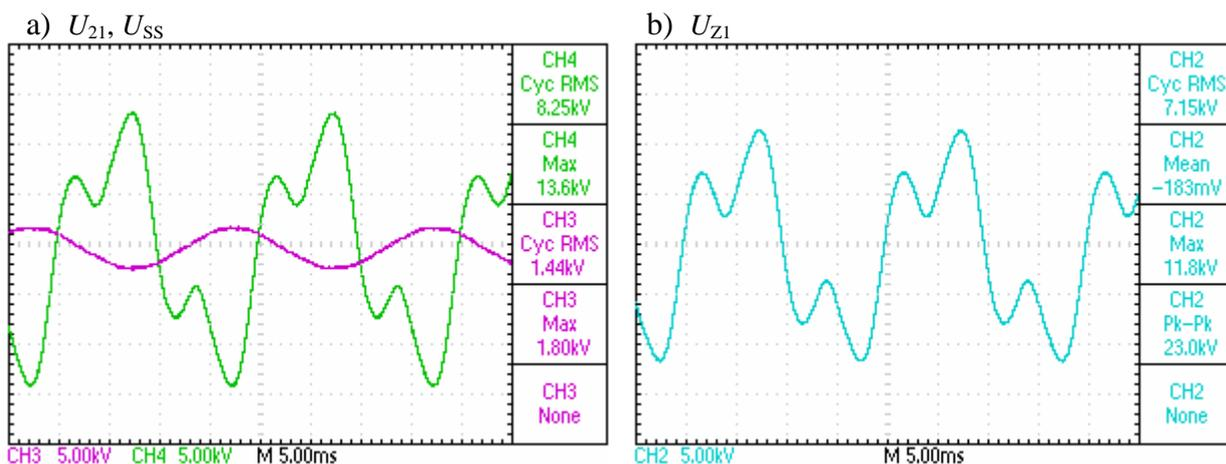 a) U21, USS
CH4
Cyc RMS
8.25kV
CH4
Max
13.6kV
CH3
Cyc RMS
1.44kV
CH3
Max
1.80kV
CH3
None
CH3 5.00kV CH4 5.00kV M 5.00ms
b) UZ1
CH2
Cyc RMS
7.15kV
CH2
Mean
-183mV
CH2
Max
11.8kV
CH2
Pk-Pk
23.0kV
CH2
None
CH2 5.00kV M 5.00ms